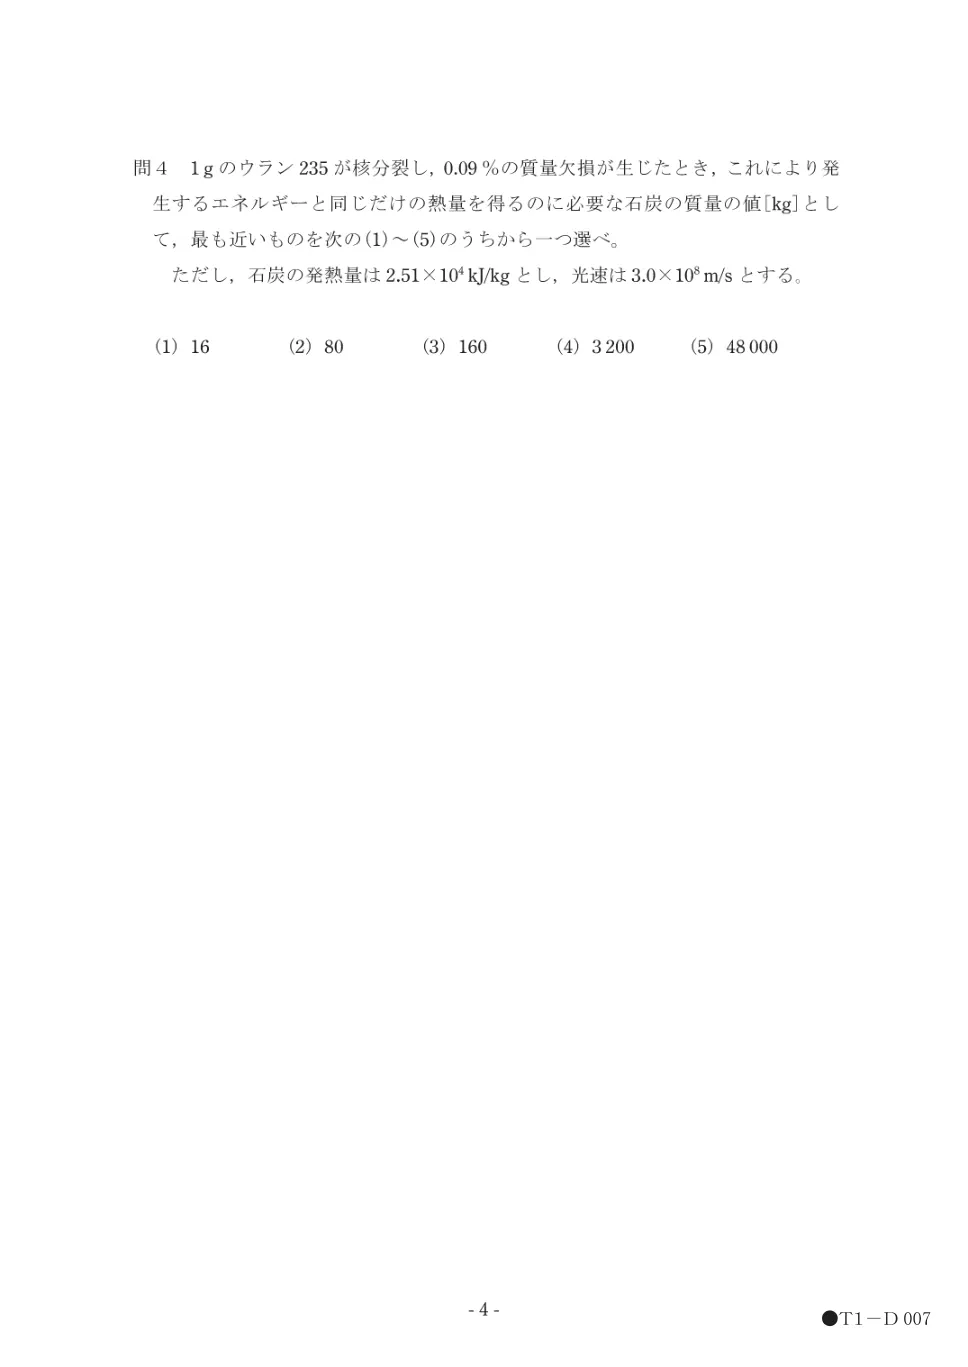 問4　1gのウラン235が核分裂し，0.09％の質量欠損が生じたとき，これにより発
生するエネルギーと同じだけの熱量を得るのに必要な石炭の質量の値[kg]とし
て，最も近いものを次の(1)～(5)のうちから一つ選べ。
ただし，石炭の発熱量は2.51×10⁴kJ/kgとし，光速は3.0×10⁸m/sとする。
(1) 16　(2) 80　(3) 160　(4) 3 200　(5) 48 000
- 4 -
●T1－D 007